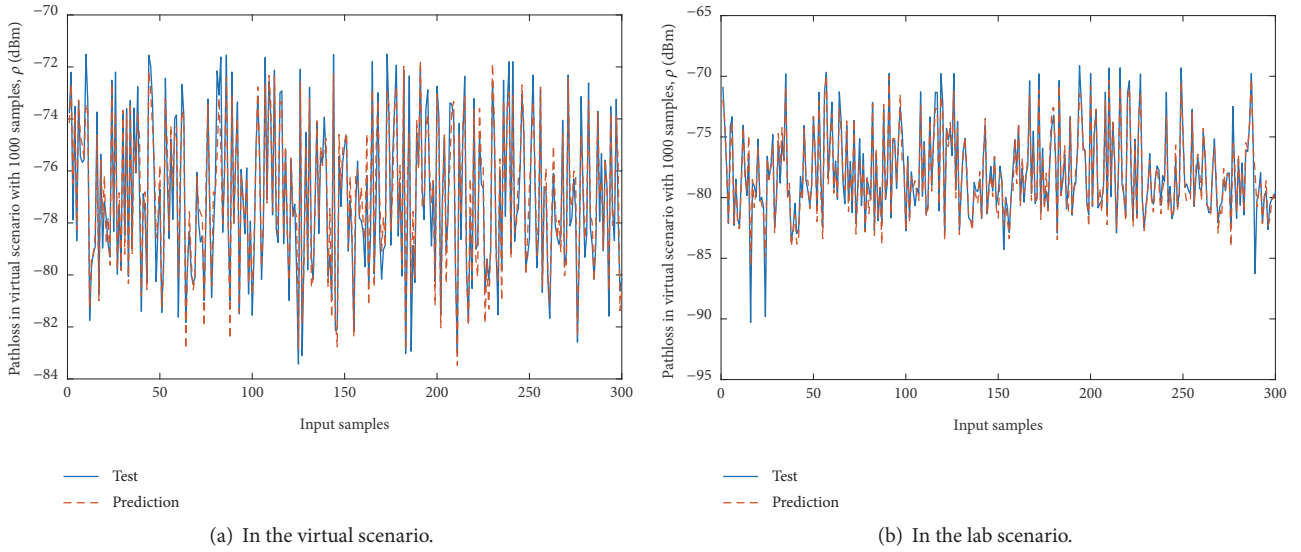 Pathloss in virtual scenario with 1000 samples, ρ (dBm)
−70
−72
−74
−76
−78
−80
−82
−84
0
50
100
150
200
250
300
Input samples
Test
Prediction
(a) In the virtual scenario.
Pathloss in virtual scenario with 1000 samples, ρ (dBm)
−65
−70
−75
−80
−85
−90
−95
0
50
100
150
200
250
300
Input samples
Test
Prediction
(b) In the lab scenario.